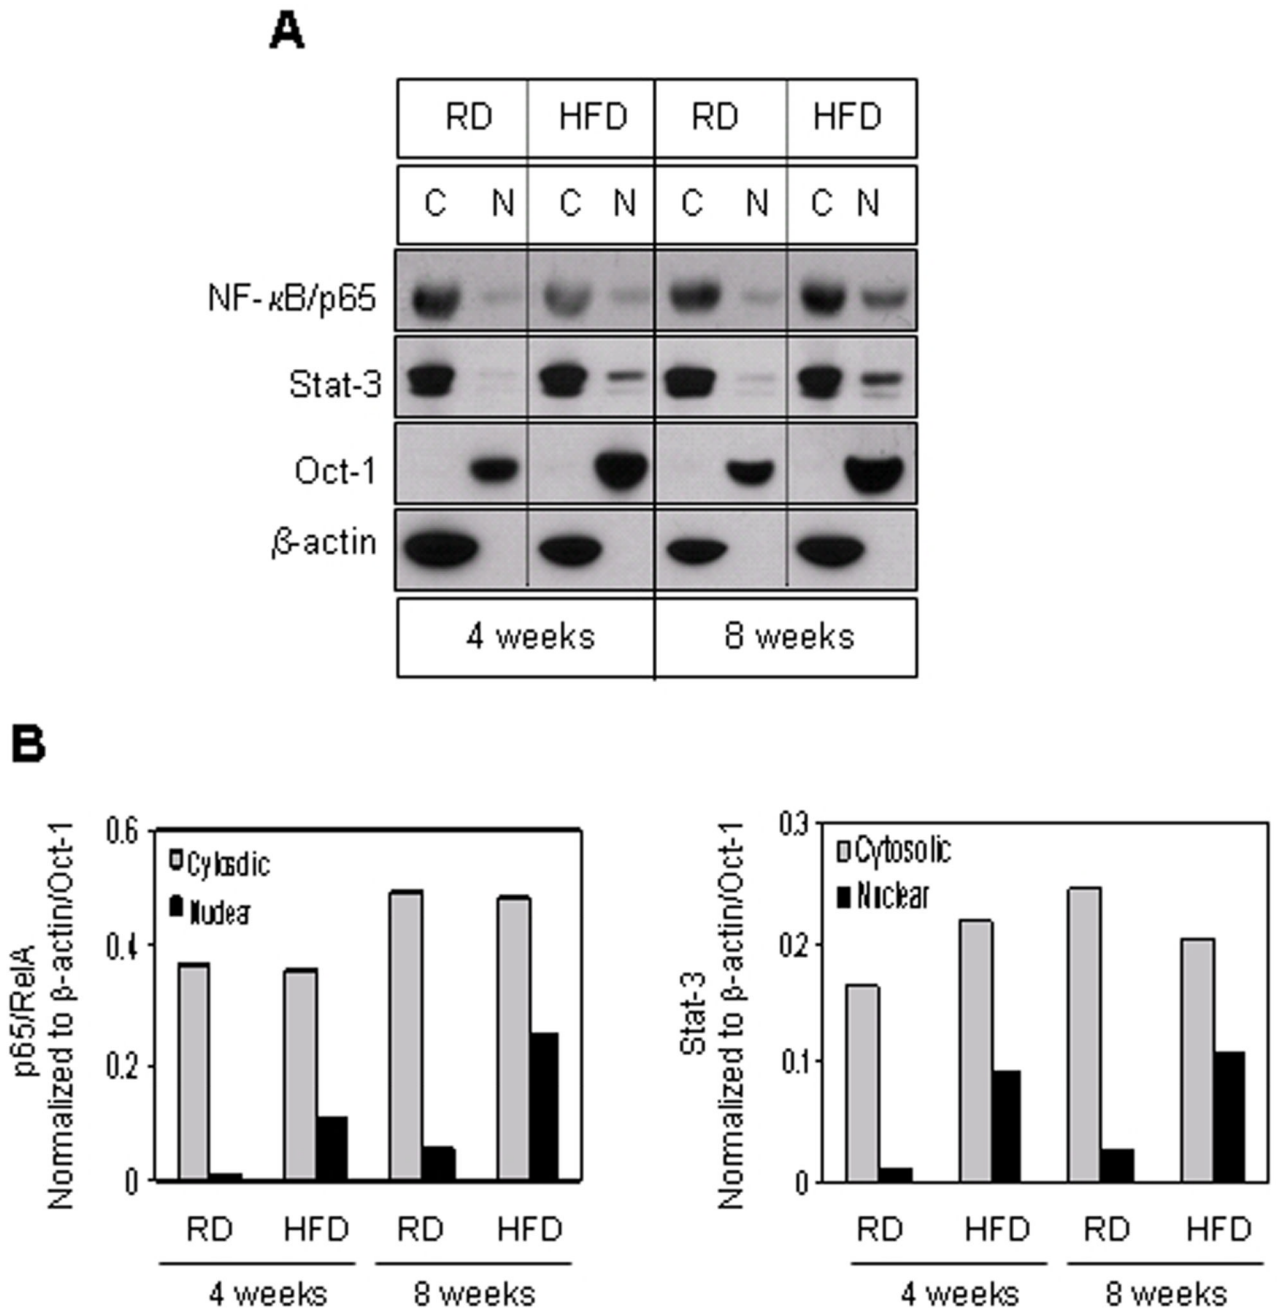 A
RD HFD RD HFD
C N C N C N C N
NF-κB/p65
Stat-3
Oct-1
β-actin
4 weeks 8 weeks
B
p65/RelA
Normalized to β-actin/Oct-1
0.6
0.4
0.2
0
Cytosolic
Nuclear
RD HFD RD HFD
4 weeks 8 weeks
Stat-3
Normalized to β-actin/Oct-1
0.3
0.2
0.1
0
Cytosolic
Nuclear
RD HFD RD HFD
4 weeks 8 weeks